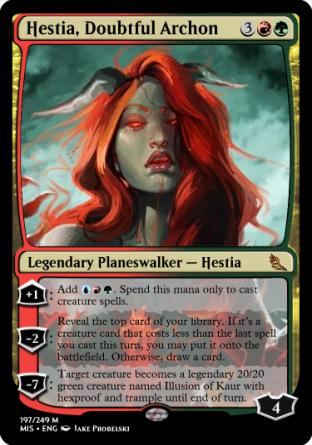 Hestia, Doubtful Archon 3
Legendary Planeswalker — Hestia
+1: Add . Spend this mana only to cast
creature spells.
Reveal the top card of your library. If it's a
creature card that costs less than the last spell
-2: you cast this turn, you may put it onto the
battlefield. Otherwise, draw a card.
Target creature becomes a legendary 20/20
-7: green creature named Illusion of Kaur with
hexproof and trample until end of turn.
4
197/249 M
MIS • ENG Jake Probelski